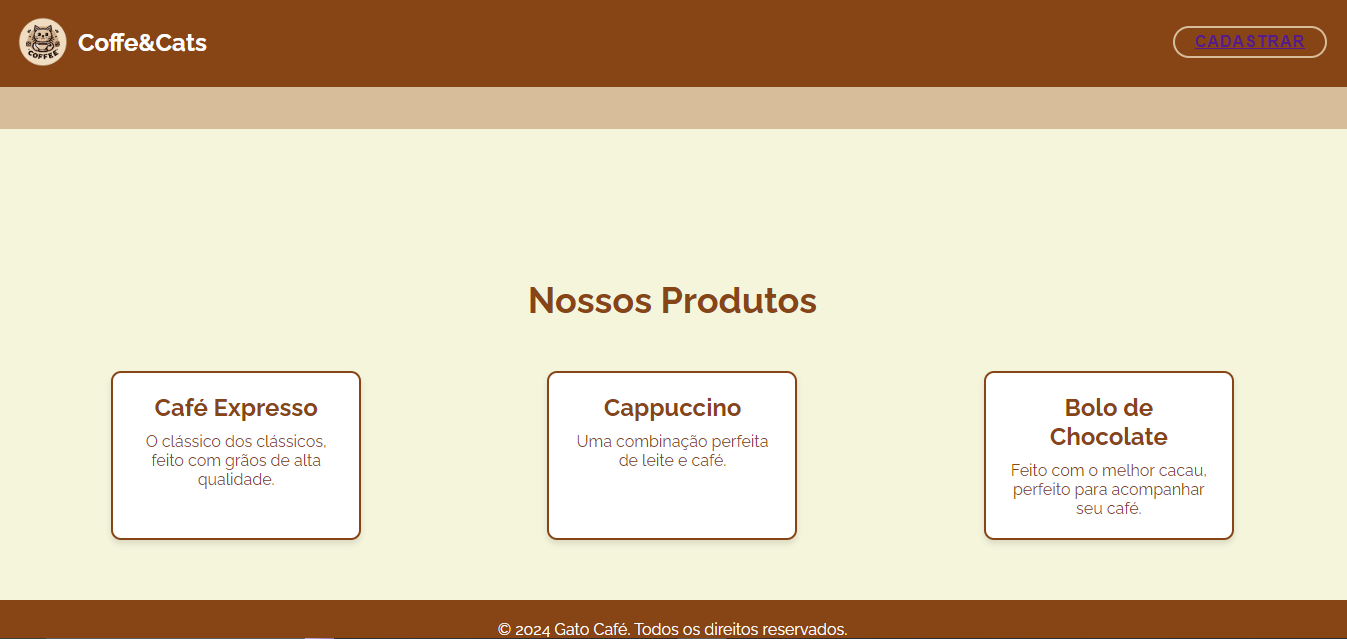 COFFEE
Coffe&Cats
CADASTRAR
Nossos Produtos
Café Expresso
O clássico dos clássicos,
feito com grãos de alta
qualidade.
Cappuccino
Uma combinação perfeita
de leite e café.
Bolo de
Chocolate
Feito com o melhor cacau,
perfeito para acompanhar
seu café.
© 2024 Gato Café. Todos os direitos reservados.